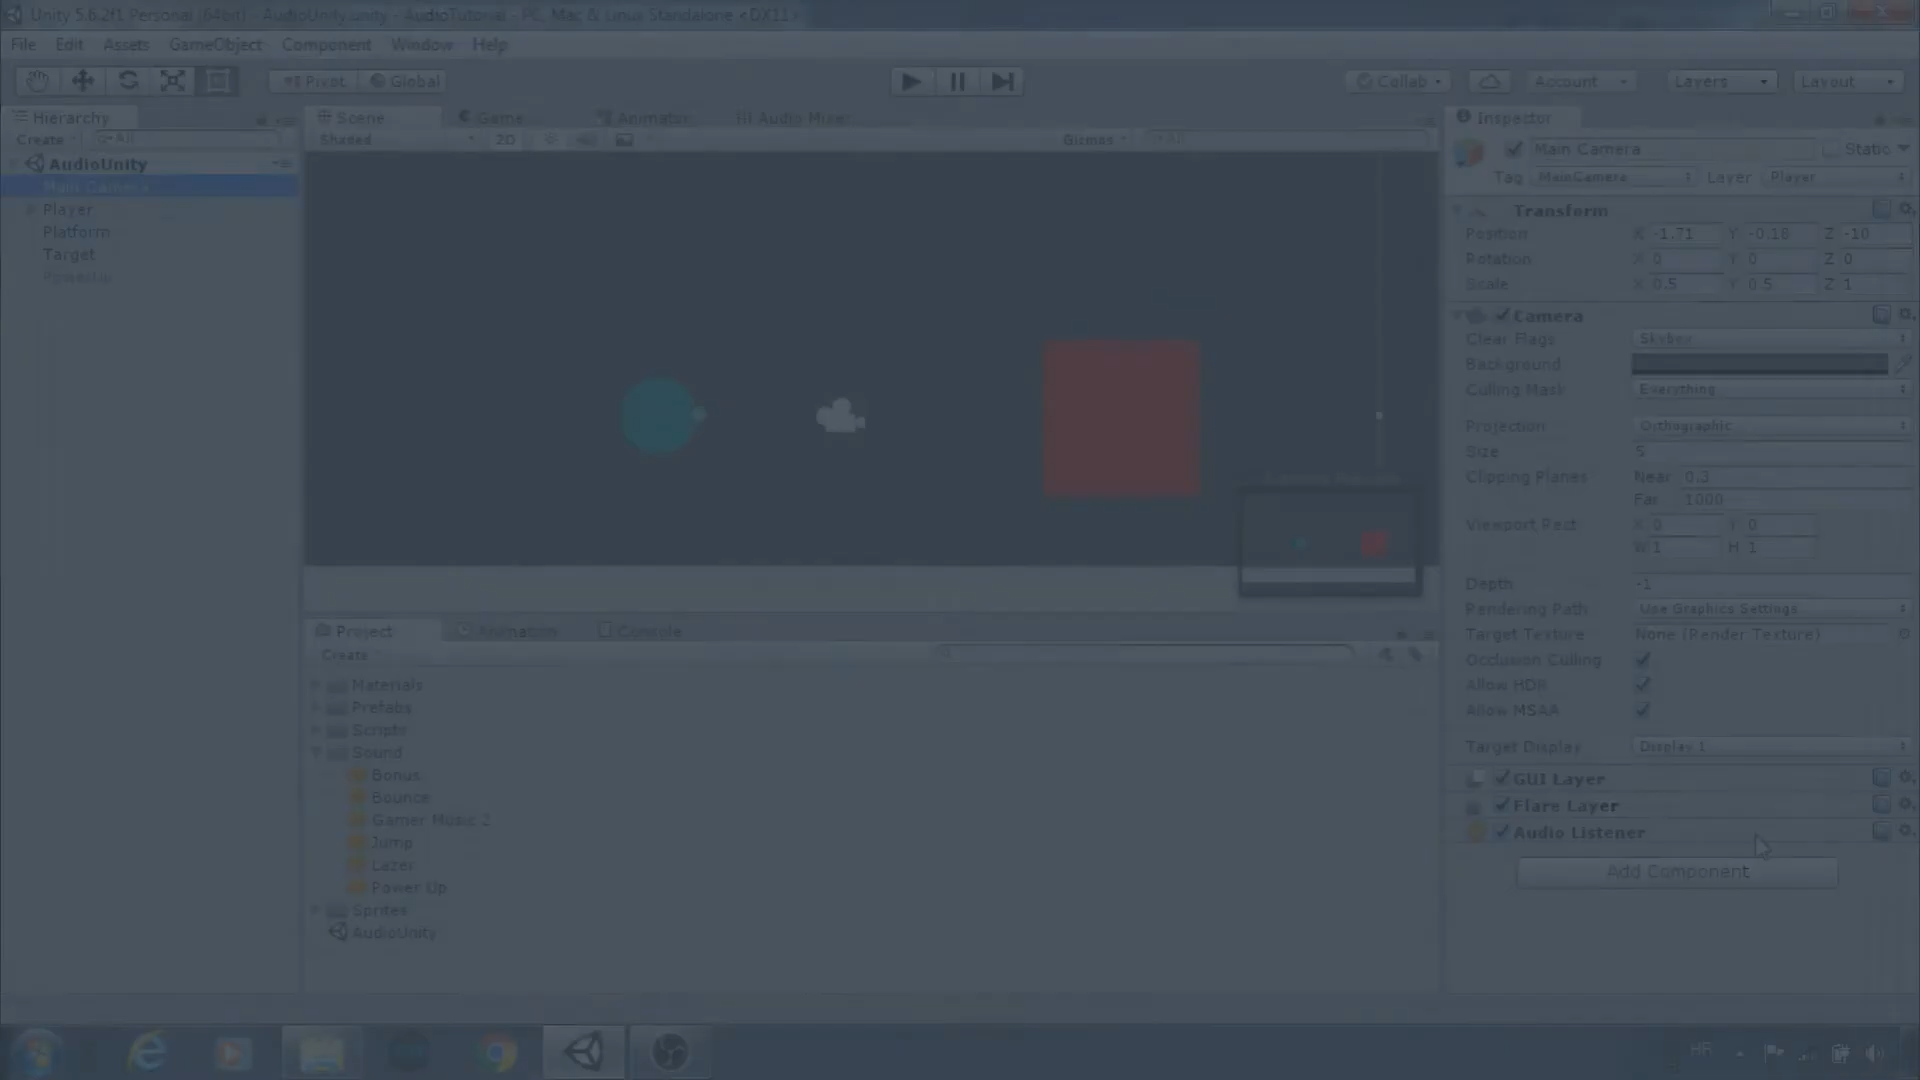 Unity 5.6.2f1 Personal (64bit) - AudioUnity.unity - AudioTutorial - PC, Mac & Linux Standalone <DX11>
File Edit Assets GameObject Component Window Help
Pivot Global Collab Account Layers Layout
Hierarchy
Create All
AudioUnity
Main Camera
Player
Platform
Target
PowerUp
Scene Game Animator Audio Mixer
Shaded 2D Gizmos All
Project Animation Console
Create
Materials
Prefabs
Scripts
Sound
Bonus
Bounce
Gamer Music 2
Jump
Lazer
Power Up
Sprites
AudioUnity
Inspector
Main Camera Static
Tag MainCamera Layer Player
Transform
Position X -1.71 Y -0.18 Z -10
Rotation X 0 Y 0 Z 0
Scale X 0.5 Y 0.5 Z 1
Camera
Clear Flags Skybox
Background
Culling Mask Everything
Projection Orthographic
Size 5
Clipping Planes Near 0.3
Far 1000
Viewport Rect X 0 Y 0
W 1 H 1
Depth -1
Rendering Path Use Graphics Settings
Target Texture None (Render Texture)
Occlusion Culling
Allow HDR
Allow MSAA
Target Display Display 1
GUI Layer
Flare Layer
Audio Listener
Add Component
HR